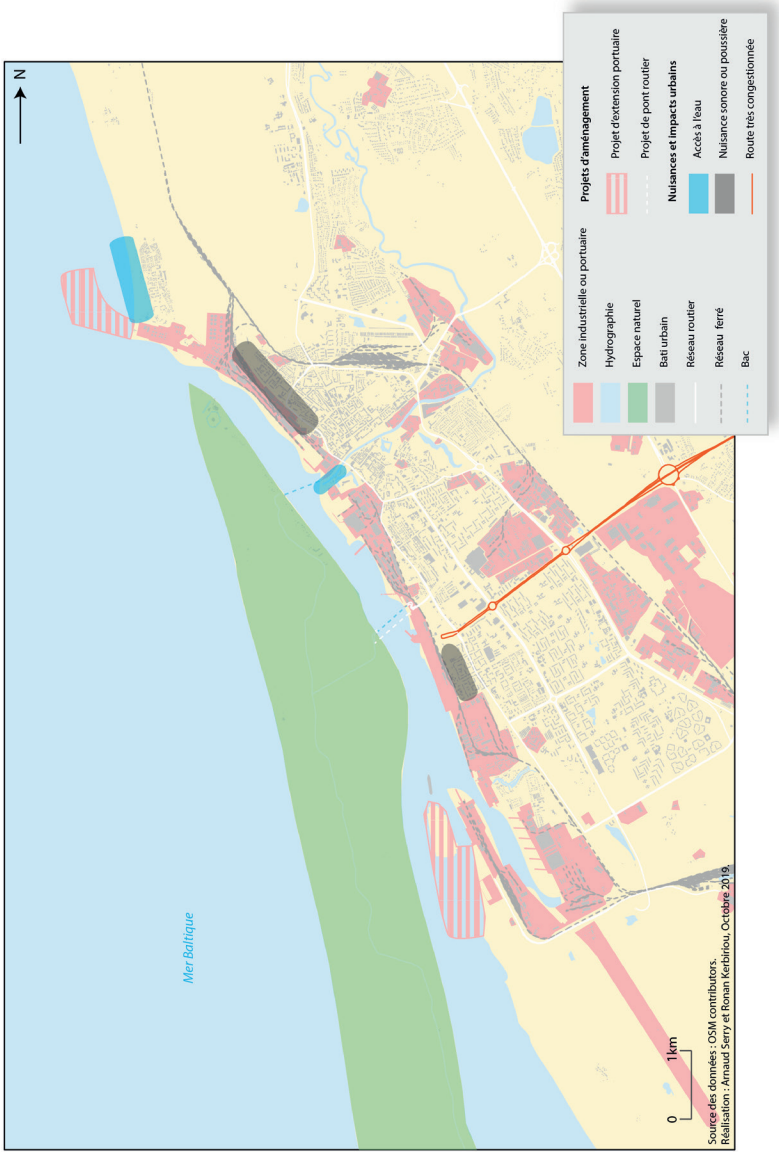 N
Mer Baltique
0 1km
Source des données : OSM contributors.
Réalisation : Arnaud Serry et Ronan Kerbiriou, Octobre 2019.
Zone industrielle ou portuaire
Hydrographie
Espace naturel
Bati urbain
Réseau routier
Réseau ferré
Bac
Projets d'aménagement
Projet d'extension portuaire
Projet de pont routier
Nuisances et impacts urbains
Accès à l'eau
Nuisance sonore ou poussière
Route très congestionnée